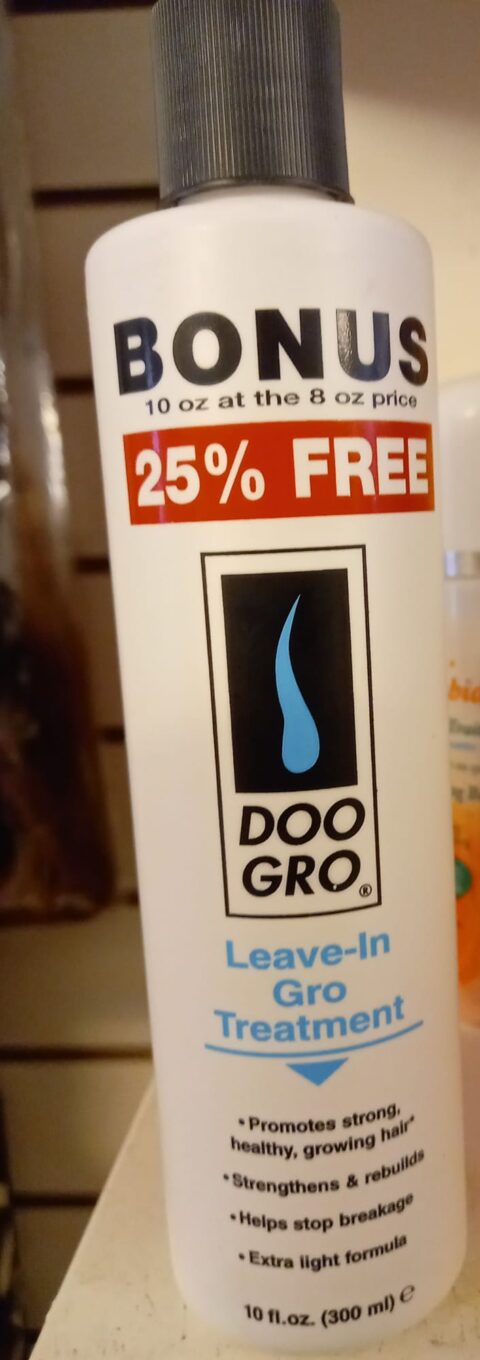 BONUS
10 oz at the 8 oz price
25% FREE
DOO
GRO®
Leave-In
Gro
Treatment
•Promotes strong,
healthy, growing hair*
•Strengthens & rebuilds
•Helps stop breakage
•Extra light formula
10 fl.oz. (300 ml) ℮